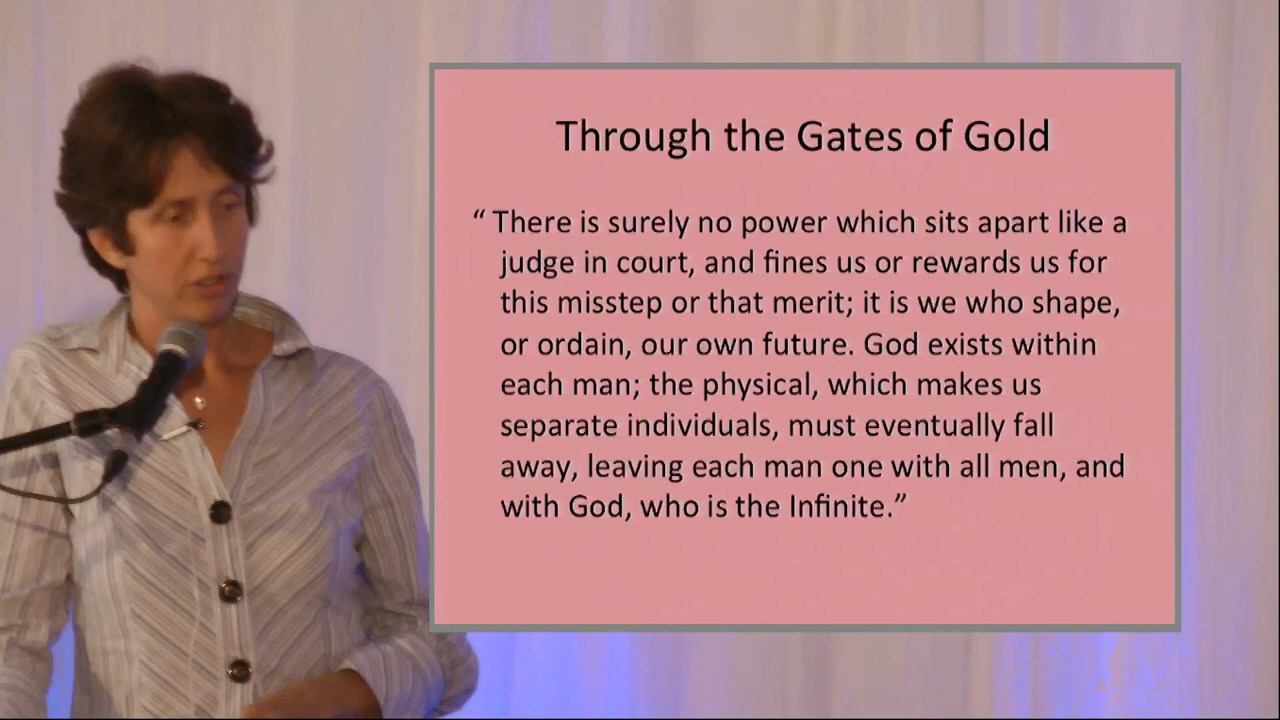 Through the Gates of Gold
“ There is surely no power which sits apart like a
judge in court, and fines us or rewards us for
this misstep or that merit; it is we who shape,
or ordain, our own future. God exists within
each man; the physical, which makes us
separate individuals, must eventually fall
away, leaving each man one with all men, and
with God, who is the Infinite.”